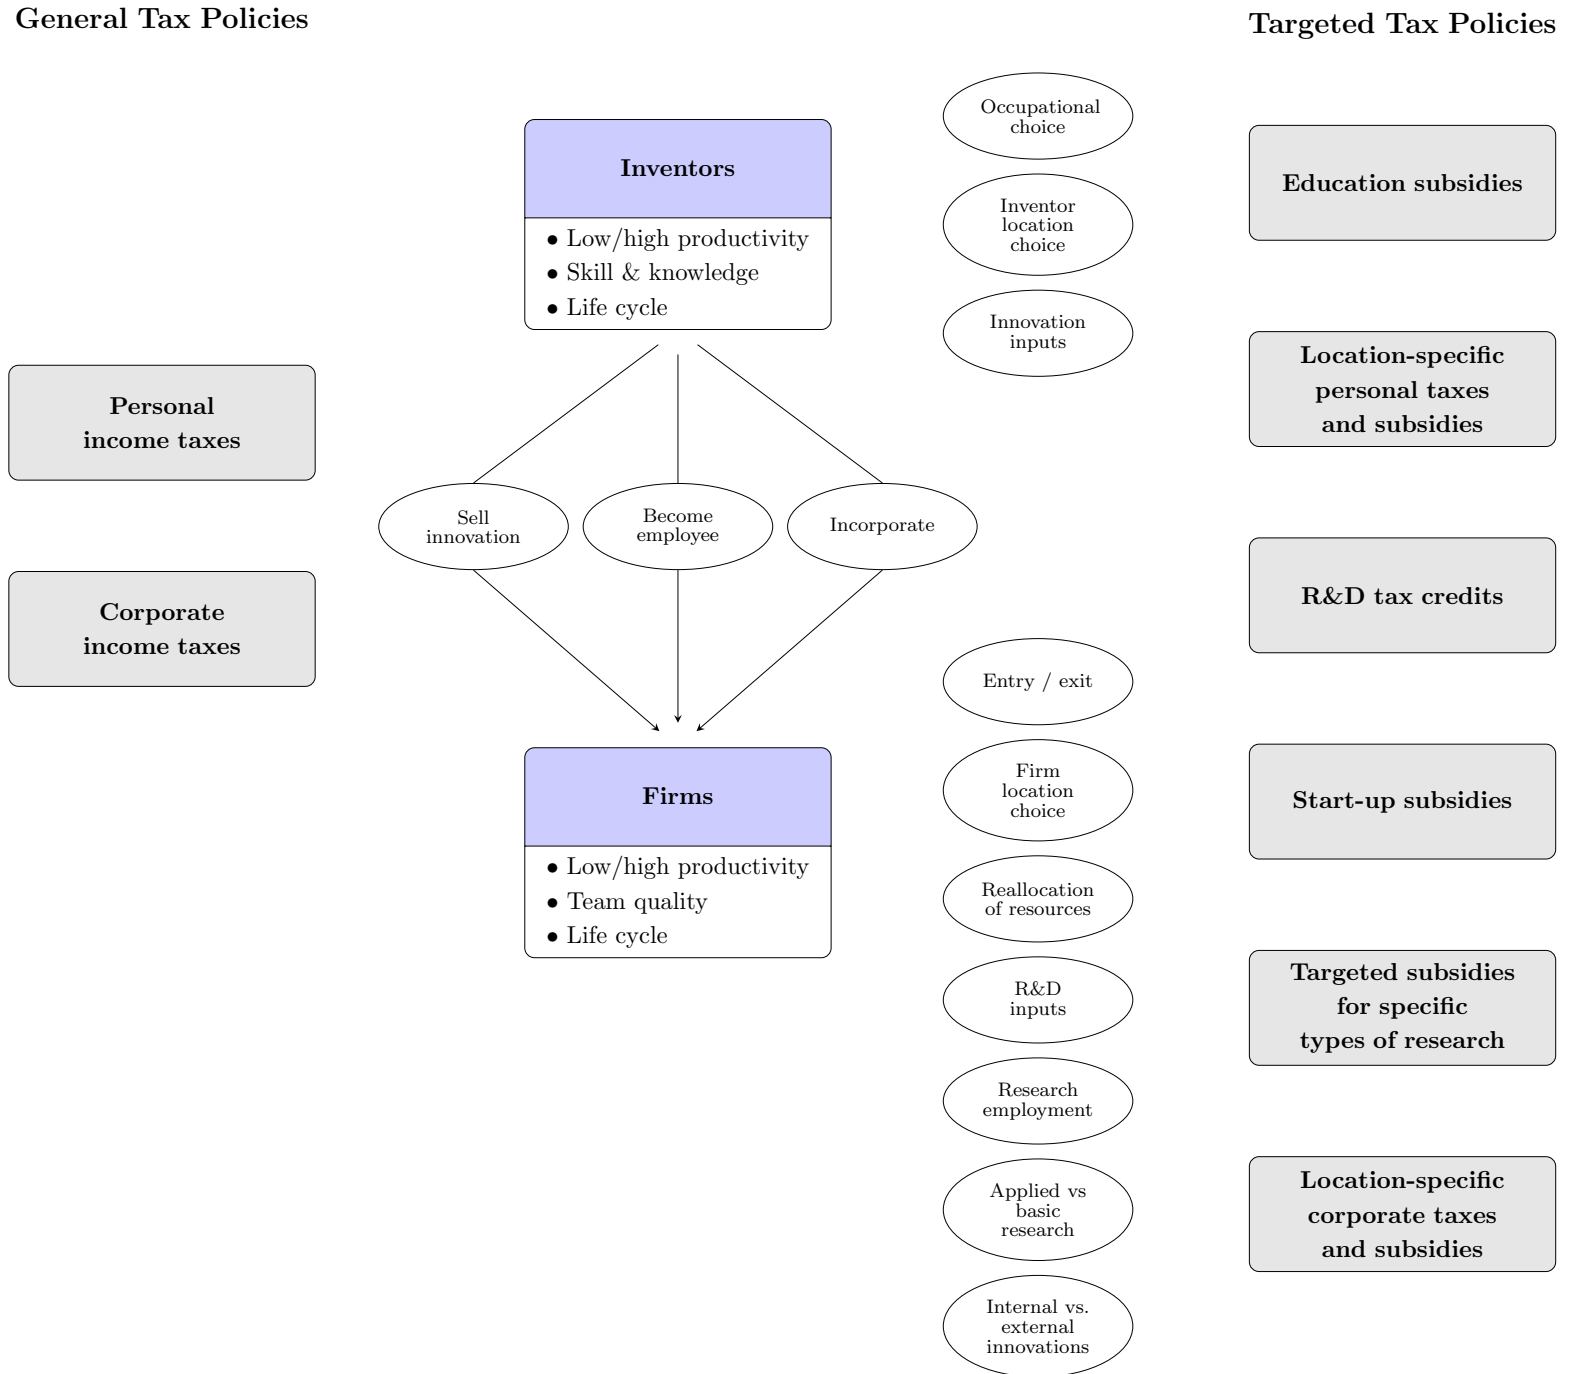 General Tax Policies
Targeted Tax Policies
Inventors
• Low/high productivity
• Skill & knowledge
• Life cycle
Occupational
choice
Inventor
location
choice
Innovation
inputs
Education subsidies
Location-specific
personal taxes
and subsidies
Personal
income taxes
Corporate
income taxes
Sell
innovation
Become
employee
Incorporate
R&D tax credits
Firms
• Low/high productivity
• Team quality
• Life cycle
Entry / exit
Firm
location
choice
Reallocation
of resources
R&D
inputs
Research
employment
Applied vs
basic
research
Internal vs.
external
innovations
Start-up subsidies
Targeted subsidies
for specific
types of research
Location-specific
corporate taxes
and subsidies